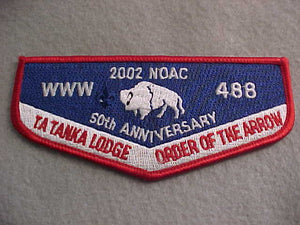 2002 NOAC
WWW 488
50th ANNIVERSARY
TA TANKA LODGE ORDER OF THE ARROW